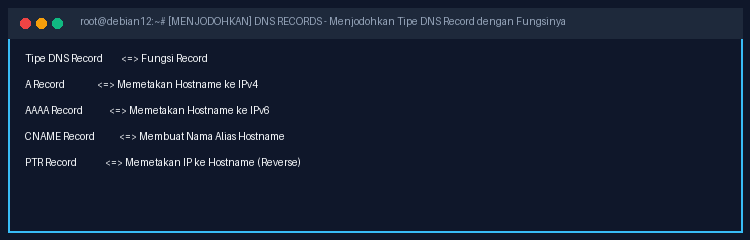 root@debian12:~# [MENJODOHKAN] DNS RECORDS - Menjodohkan Tipe DNS Record dengan Fungsinya
Tipe DNS Record <=> Fungsi Record
A Record <=> Memetakan Hostname ke IPv4
AAAA Record <=> Memetakan Hostname ke IPv6
CNAME Record <=> Membuat Nama Alias Hostname
PTR Record <=> Memetakan IP ke Hostname (Reverse)